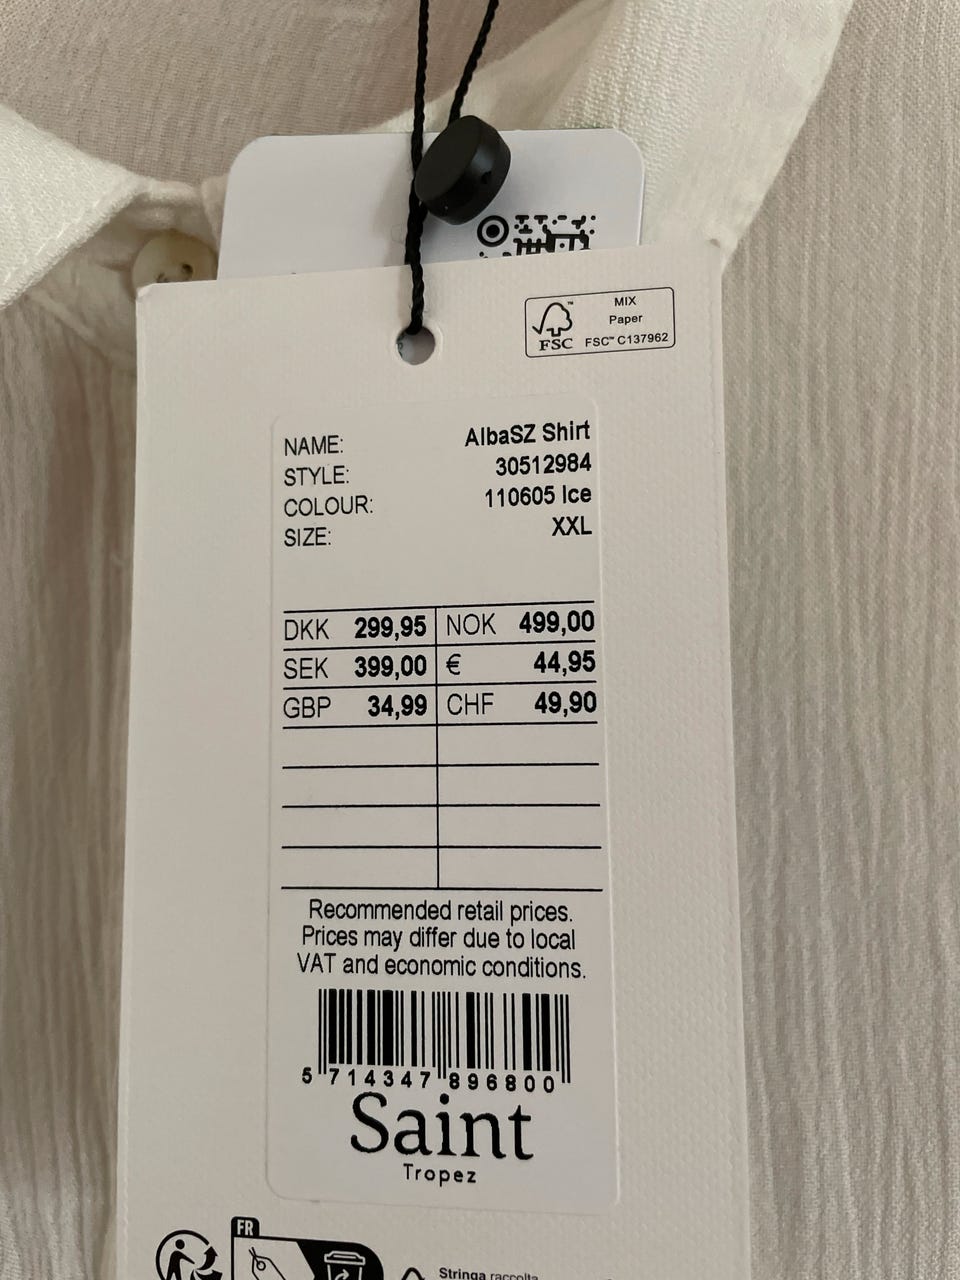 MIX
Paper
FSC™ C137962
FSC
NAME: AlbaSZ Shirt
STYLE: 30512984
COLOUR: 110605 Ice
SIZE: XXL
DKK 299,95 NOK 499,00
SEK 399,00 € 44,95
GBP 34,99 CHF 49,90
Recommended retail prices.
Prices may differ due to local
VAT and economic conditions.
5 714347 896800
Saint
Tropez
FR
Stringa raccolta